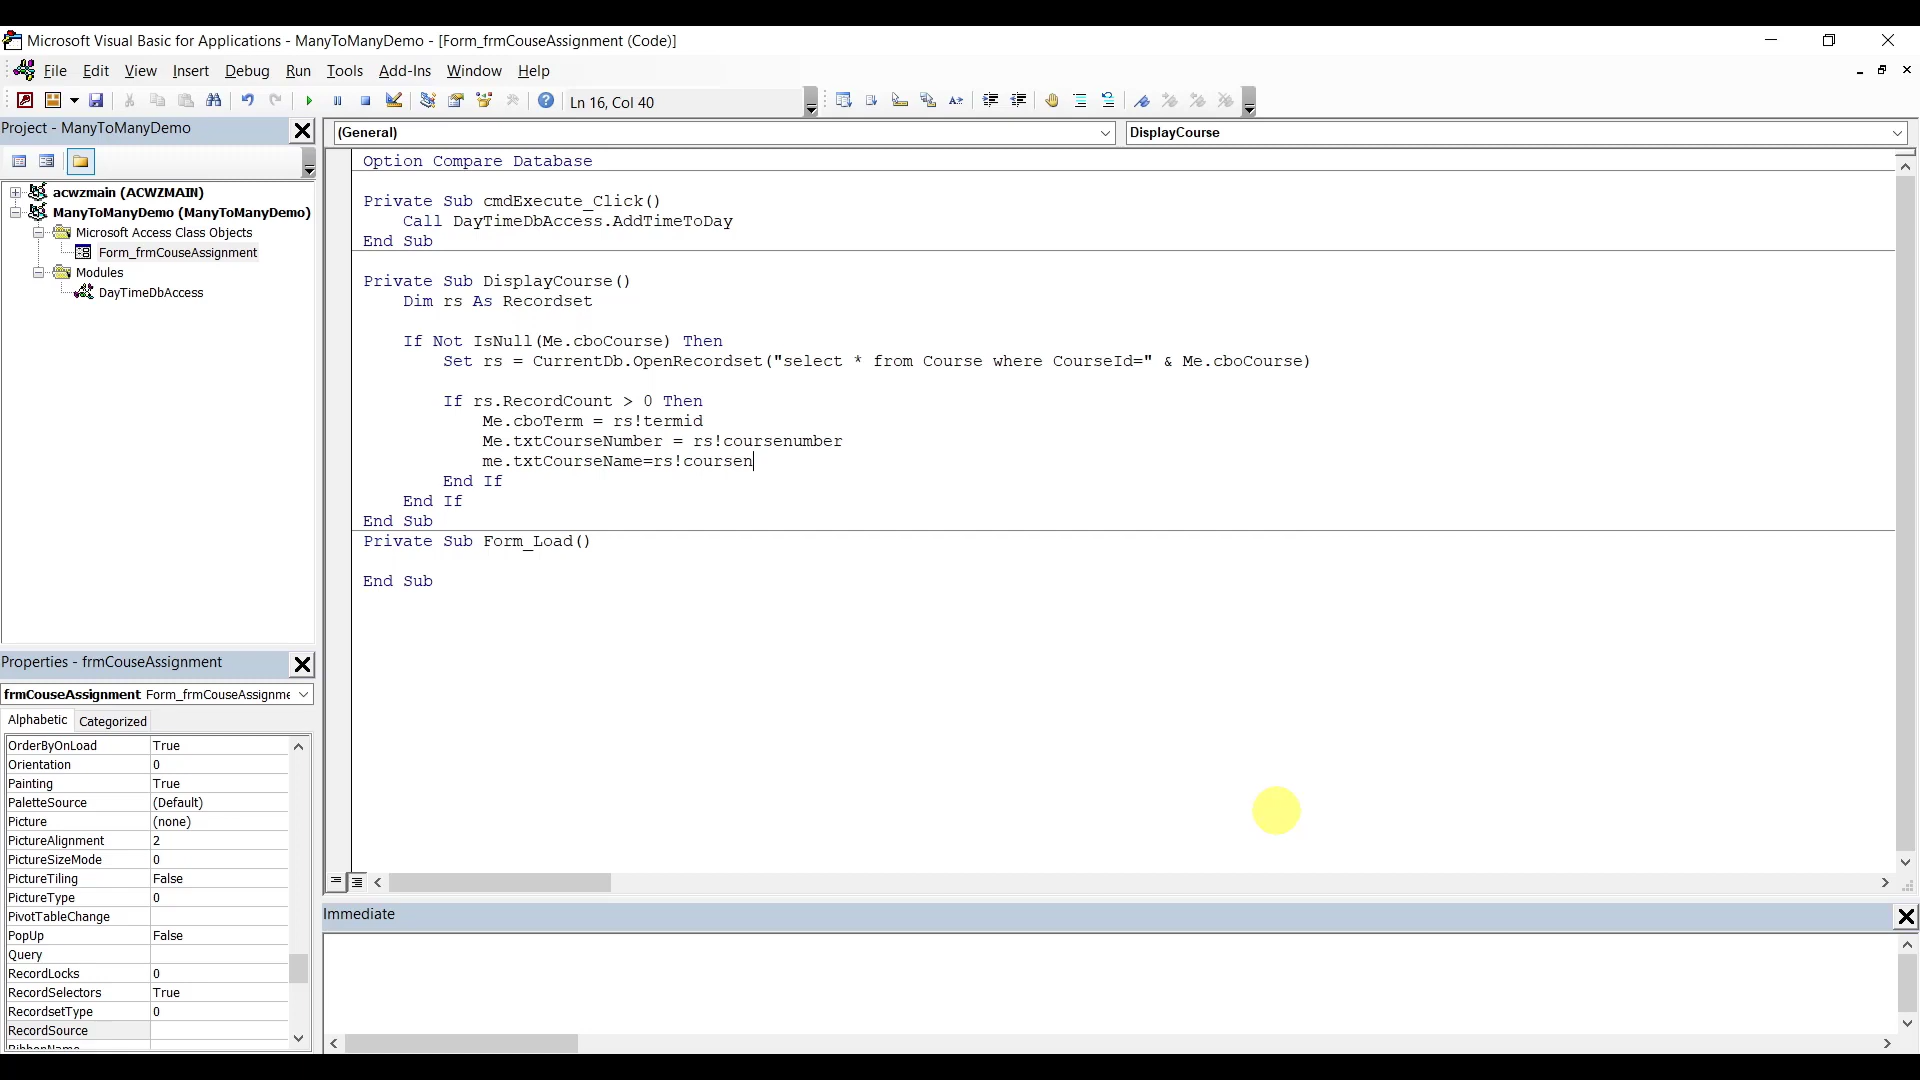 Microsoft Visual Basic for Applications - ManyToManyDemo - [Form_frmCouseAssignment (Code)]
File Edit View Insert Debug Run Tools Add-Ins Window Help
Ln 16, Col 40
Project - ManyToManyDemo
(General)
DisplayCourse
acwzmain (ACWZMAIN)
ManyToManyDemo (ManyToManyDemo)
Microsoft Access Class Objects
Form_frmCouseAssignment
Modules
DayTimeDbAccess
Option Compare Database
Private Sub cmdExecute_Click()
Call DayTimeDbAccess.AddTimeToDay
End Sub
Private Sub DisplayCourse()
Dim rs As Recordset
If Not IsNull(Me.cboCourse) Then
Set rs = CurrentDb.OpenRecordset("select * from Course where CourseId=" & Me.cboCourse)
If rs.RecordCount > 0 Then
Me.cboTerm = rs!termid
Me.txtCourseNumber = rs!coursenumber
me.txtCourseName=rs!coursen
End If
End If
End Sub
Private Sub Form_Load()
End Sub
Properties - frmCouseAssignment
frmCouseAssignment Form_frmCouseAssignme
Alphabetic Categorized
OrderByOnLoad True
Orientation 0
Painting True
PaletteSource (Default)
Picture (none)
PictureAlignment 2
PictureSizeMode 0
PictureTiling False
PictureType 0
PivotTableChange
PopUp False
Query
RecordLocks 0
RecordSelectors True
RecordsetType 0
RecordSource
Immediate